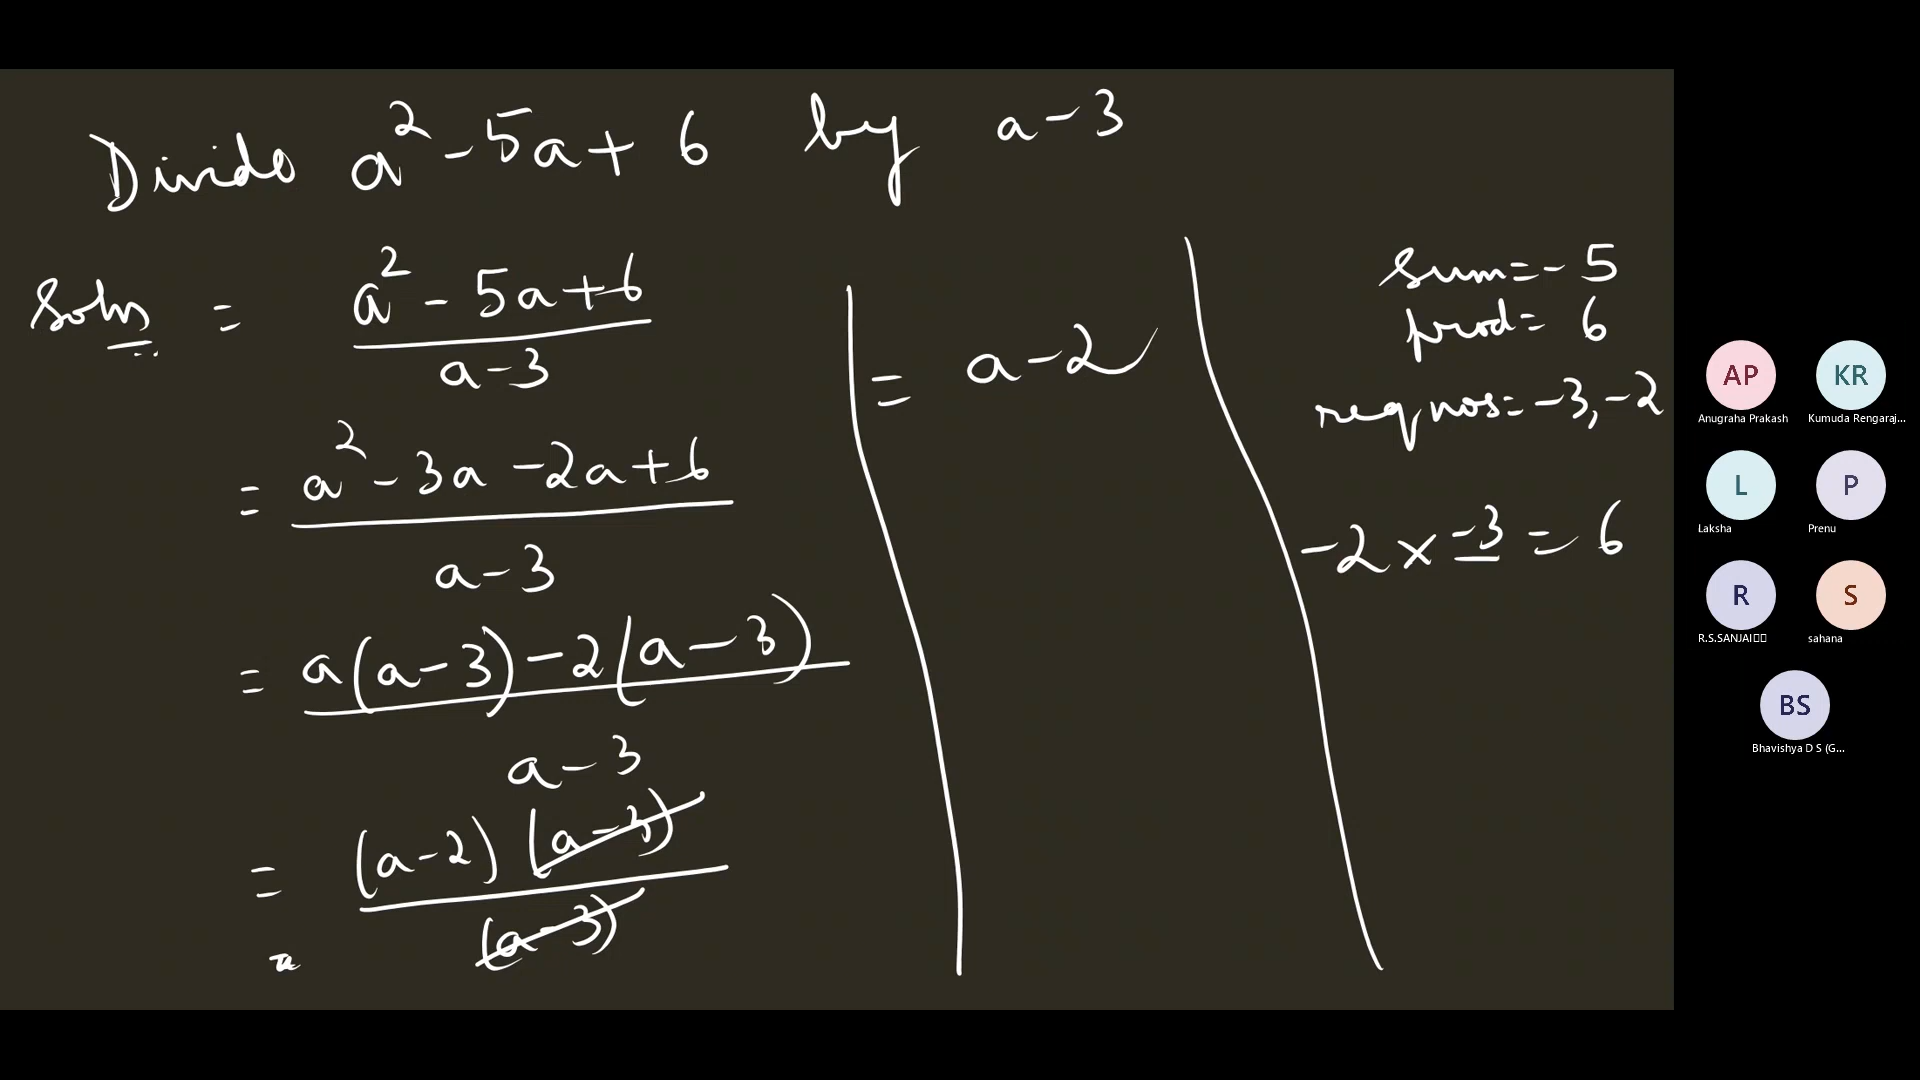 Divide a² - 5a + 6 by a - 3
Soln = a² - 5a + 6
a - 3
= a² - 3a - 2a + 6
a - 3
= a(a - 3) - 2(a - 3)
a - 3
= (a - 2) (a - 3)
(a - 3)
= a - 2
sum = - 5
prod = 6
req nos = -3, -2
-2 × -3 = 6
AP
Anugraha Prakash
KR
Kumuda Rengaraj...
L
Laksha
P
Prenu
R
R.S.SANJAI
S
sahana
BS
Bhavishya D S (G...